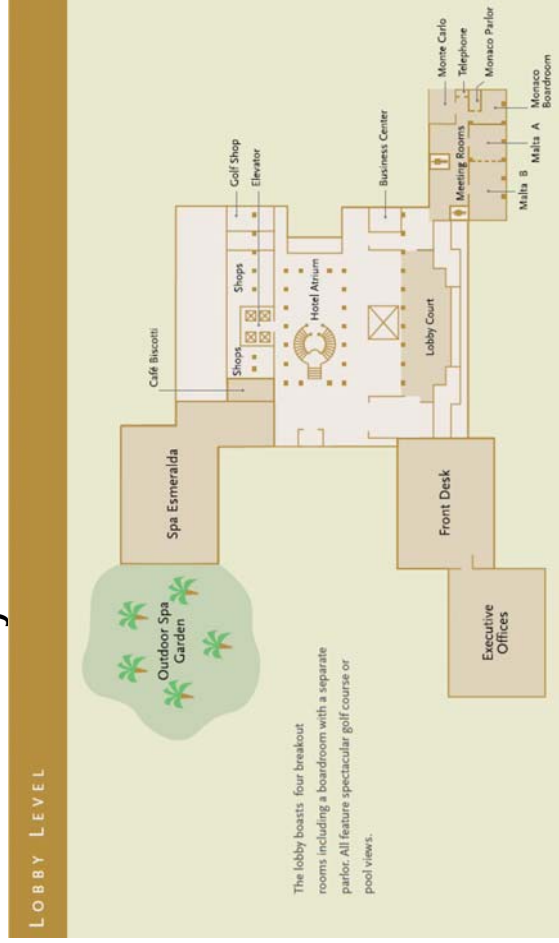 LOBBY LEVEL
Outdoor Spa
Garden
Spa Esmeralda
Café Biscotti
Shops
Shops
Golf Shop
Elevator
Hotel Atrium
Business Center
Lobby Court
Front Desk
Executive
Offices
Monte Carlo
Telephone
Monaco Parlor
Meeting Rooms
Monaco
Boardroom
Malta A
Malta B
The lobby boasts four breakout
rooms including a boardroom with a separate
parlor. All feature spectacular golf course or
pool views.